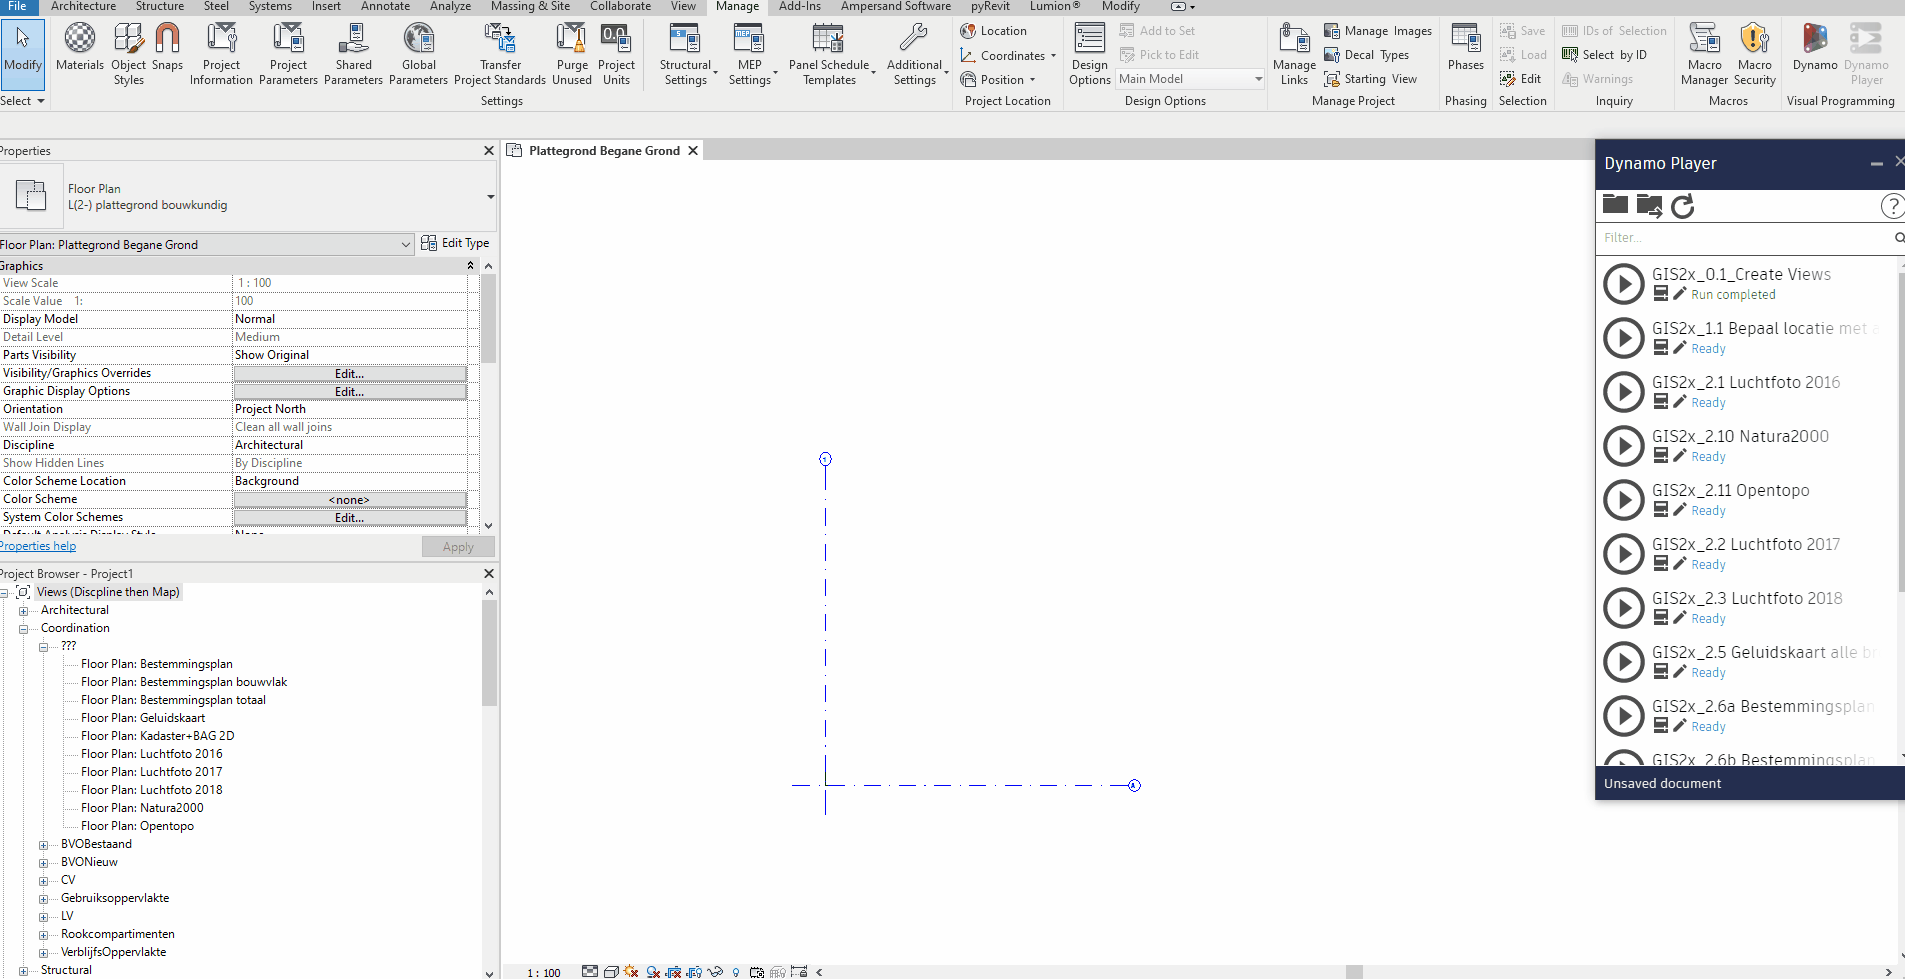 File Architecture Structure Steel Systems Insert Annotate Analyze Massing & Site Collaborate View Manage Add-Ins Ampersand Software pyRevit Lumion® Modify
Modify
Select
Materials
Object Styles
Snaps
Project Information
Project Parameters
Shared Parameters
Global Parameters
Transfer Project Standards
Purge Unused
Project Units
Settings
Structural Settings
MEP Settings
Panel Schedule Templates
Additional Settings
Location
Coordinates
Position
Project Location
Design Options
Add to Set
Pick to Edit
Main Model
Design Options
Manage Links
Manage Images
Decal Types
Starting View
Manage Project
Phases
Phasing
Save
Load
Edit
Selection
IDs of Selection
Select by ID
Warnings
Inquiry
Macro Manager
Macro Security
Macros
Dynamo
Dynamo Player
Visual Programming
Properties
Floor Plan
L(2-) plattegrond bouwkundig
Floor Plan: Plattegrond Begane Grond
Edit Type
Graphics
View Scale 1 : 100
Scale Value 1: 100
Display Model Normal
Detail Level Medium
Parts Visibility Show Original
Visibility/Graphics Overrides Edit...
Graphic Display Options Edit...
Orientation Project North
Wall Join Display Clean all wall joins
Discipline Architectural
Show Hidden Lines By Discipline
Color Scheme Location Background
Color Scheme <none>
System Color Schemes Edit...
Default Analysis Display Style None
Properties help
Apply
Project Browser - Project1
Views (Discpline then Map)
Architectural
Coordination
???
Floor Plan: Bestemmingsplan
Floor Plan: Bestemmingsplan bouwvlak
Floor Plan: Bestemmingsplan totaal
Floor Plan: Geluidskaart
Floor Plan: Kadaster+BAG 2D
Floor Plan: Luchtfoto 2016
Floor Plan: Luchtfoto 2017
Floor Plan: Luchtfoto 2018
Floor Plan: Natura2000
Floor Plan: Opentopo
BVOBestaand
BVONieuw
CV
Gebruiksoppervlakte
LV
Rookcompartimenten
VerblijfsOppervlakte
Structural
Plattegrond Begane Grond
1
A
1 : 100
Dynamo Player
?
Filter...
GIS2x_0.1_Create Views
Run completed
GIS2x_1.1 Bepaal locatie met
Ready
GIS2x_2.1 Luchtfoto 2016
Ready
GIS2x_2.10 Natura2000
Ready
GIS2x_2.11 Opentopo
Ready
GIS2x_2.2 Luchtfoto 2017
Ready
GIS2x_2.3 Luchtfoto 2018
Ready
GIS2x_2.5 Geluidskaart alle
Ready
GIS2x_2.6a Bestemmingsplan
Ready
GIS2x_2.6b Bestemmingsplan
Unsaved document